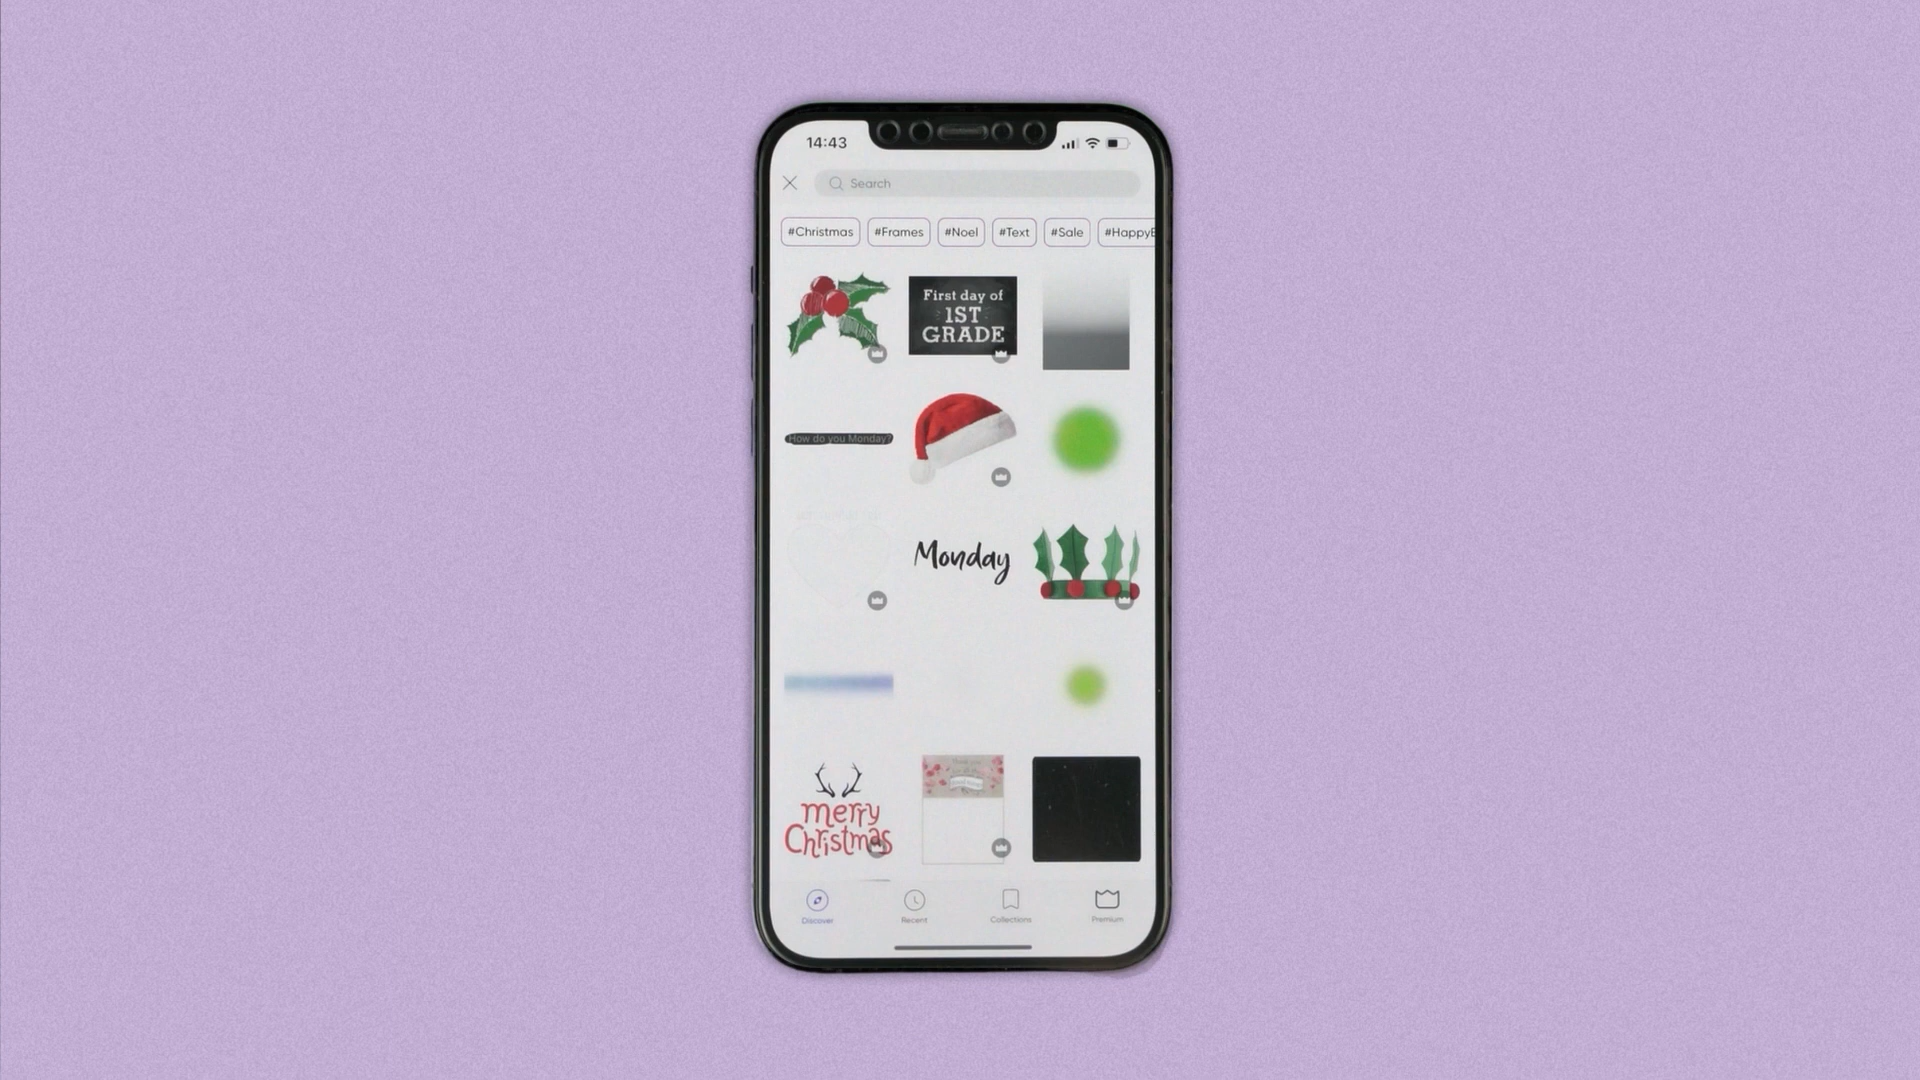 14:43
Search
#Christmas #Frames #Noel #Text #Sale #HappyB
First day of
1ST
GRADE
How do you Monday?
Monday
merry
Christmas
Discover Recent Collections Premium